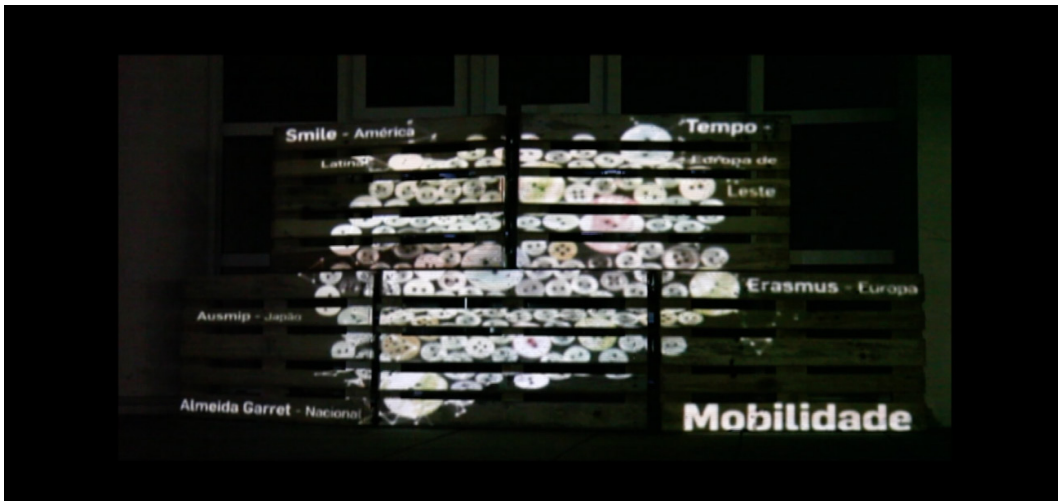 Smile - América
Latina
Tempo -
Europa de
Leste
Erasmus - Europa
Ausmip - Japão
Almeida Garret - Nacional
Mobilidade